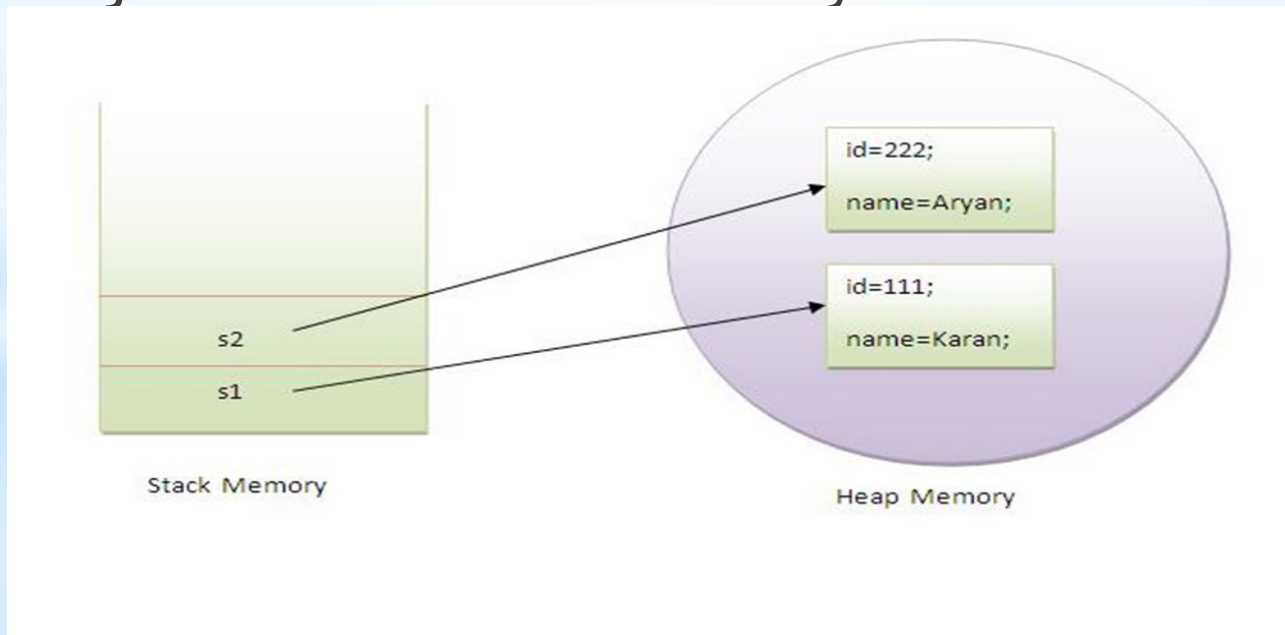 id=222;
name=Aryan;
id=111;
name=Karan;
s2
s1
Stack Memory
Heap Memory